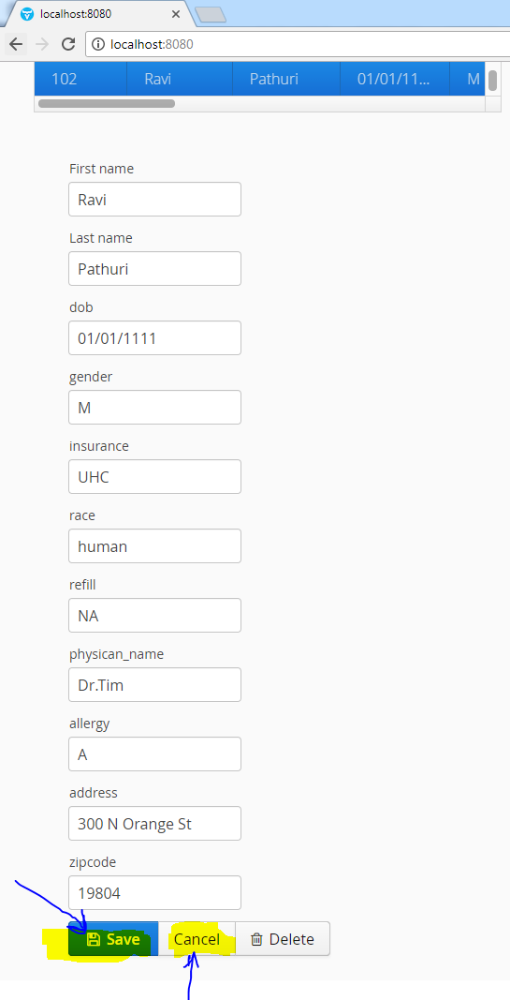 localhost:8080
localhost:8080
102 Ravi Pathuri 01/01/11... M
First name
Ravi
Last name
Pathuri
dob
01/01/1111
gender
M
insurance
UHC
race
human
refill
NA
physican_name
Dr.Tim
allergy
A
address
300 N Orange St
zipcode
19804
Save Cancel Delete